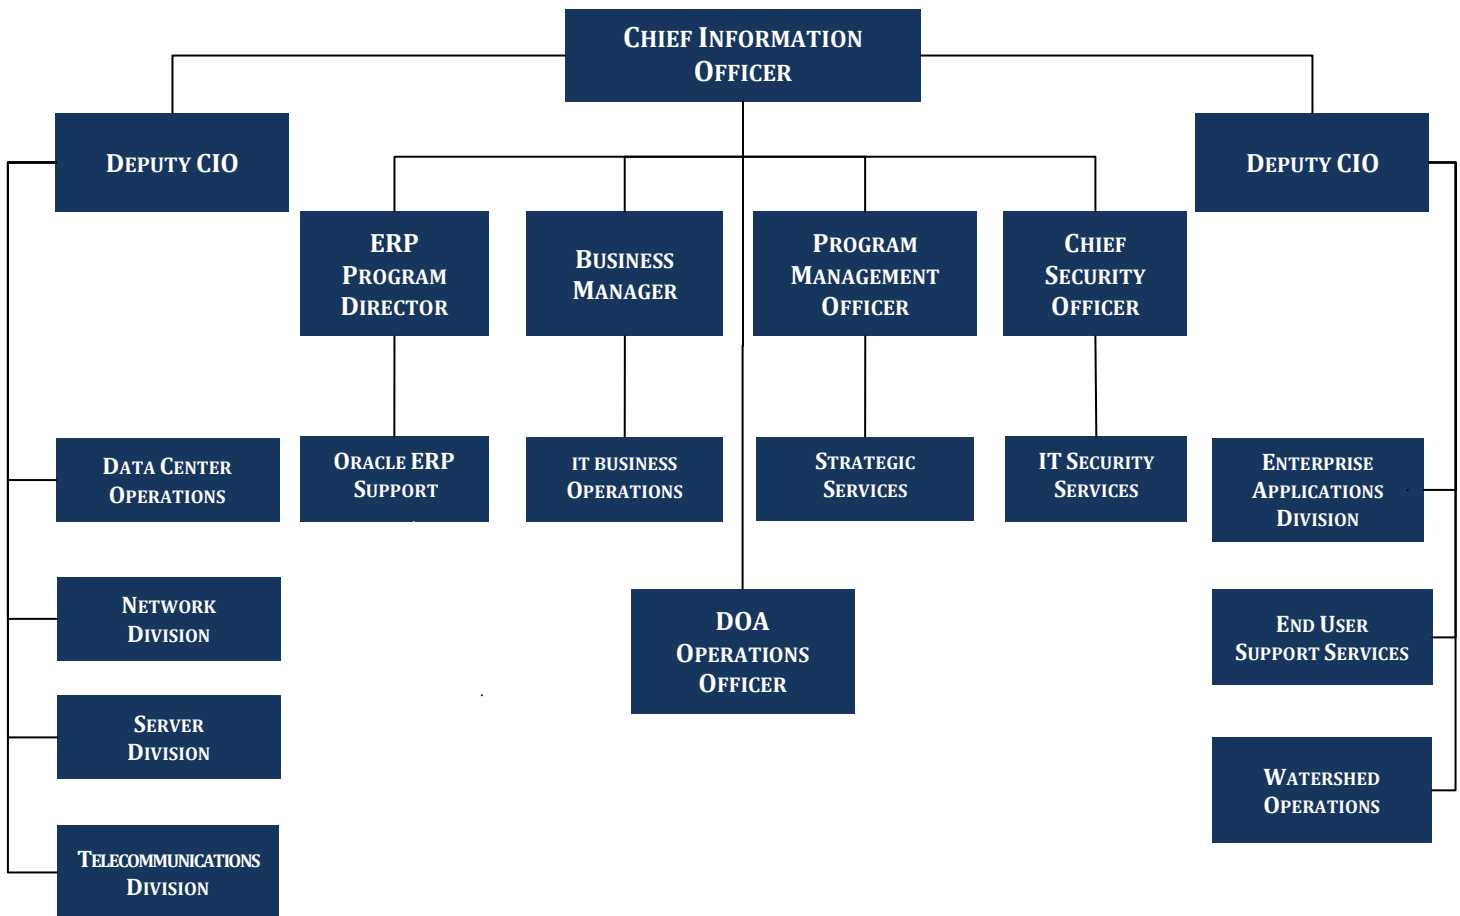 Chief Information
Officer
Deputy CIO
Deputy CIO
ERP
Program
Director
Business
Manager
Program
Management
Officer
Chief
Security
Officer
Data Center
Operations
Oracle ERP
Support
it business
Operations
Strategic
Services
IT Security
Services
Enterprise
Applications
Division
Network
Division
DOA
Operations
Officer
End User
Support Services
Server
Division
Watershed
Operations
Telecommunications
Division